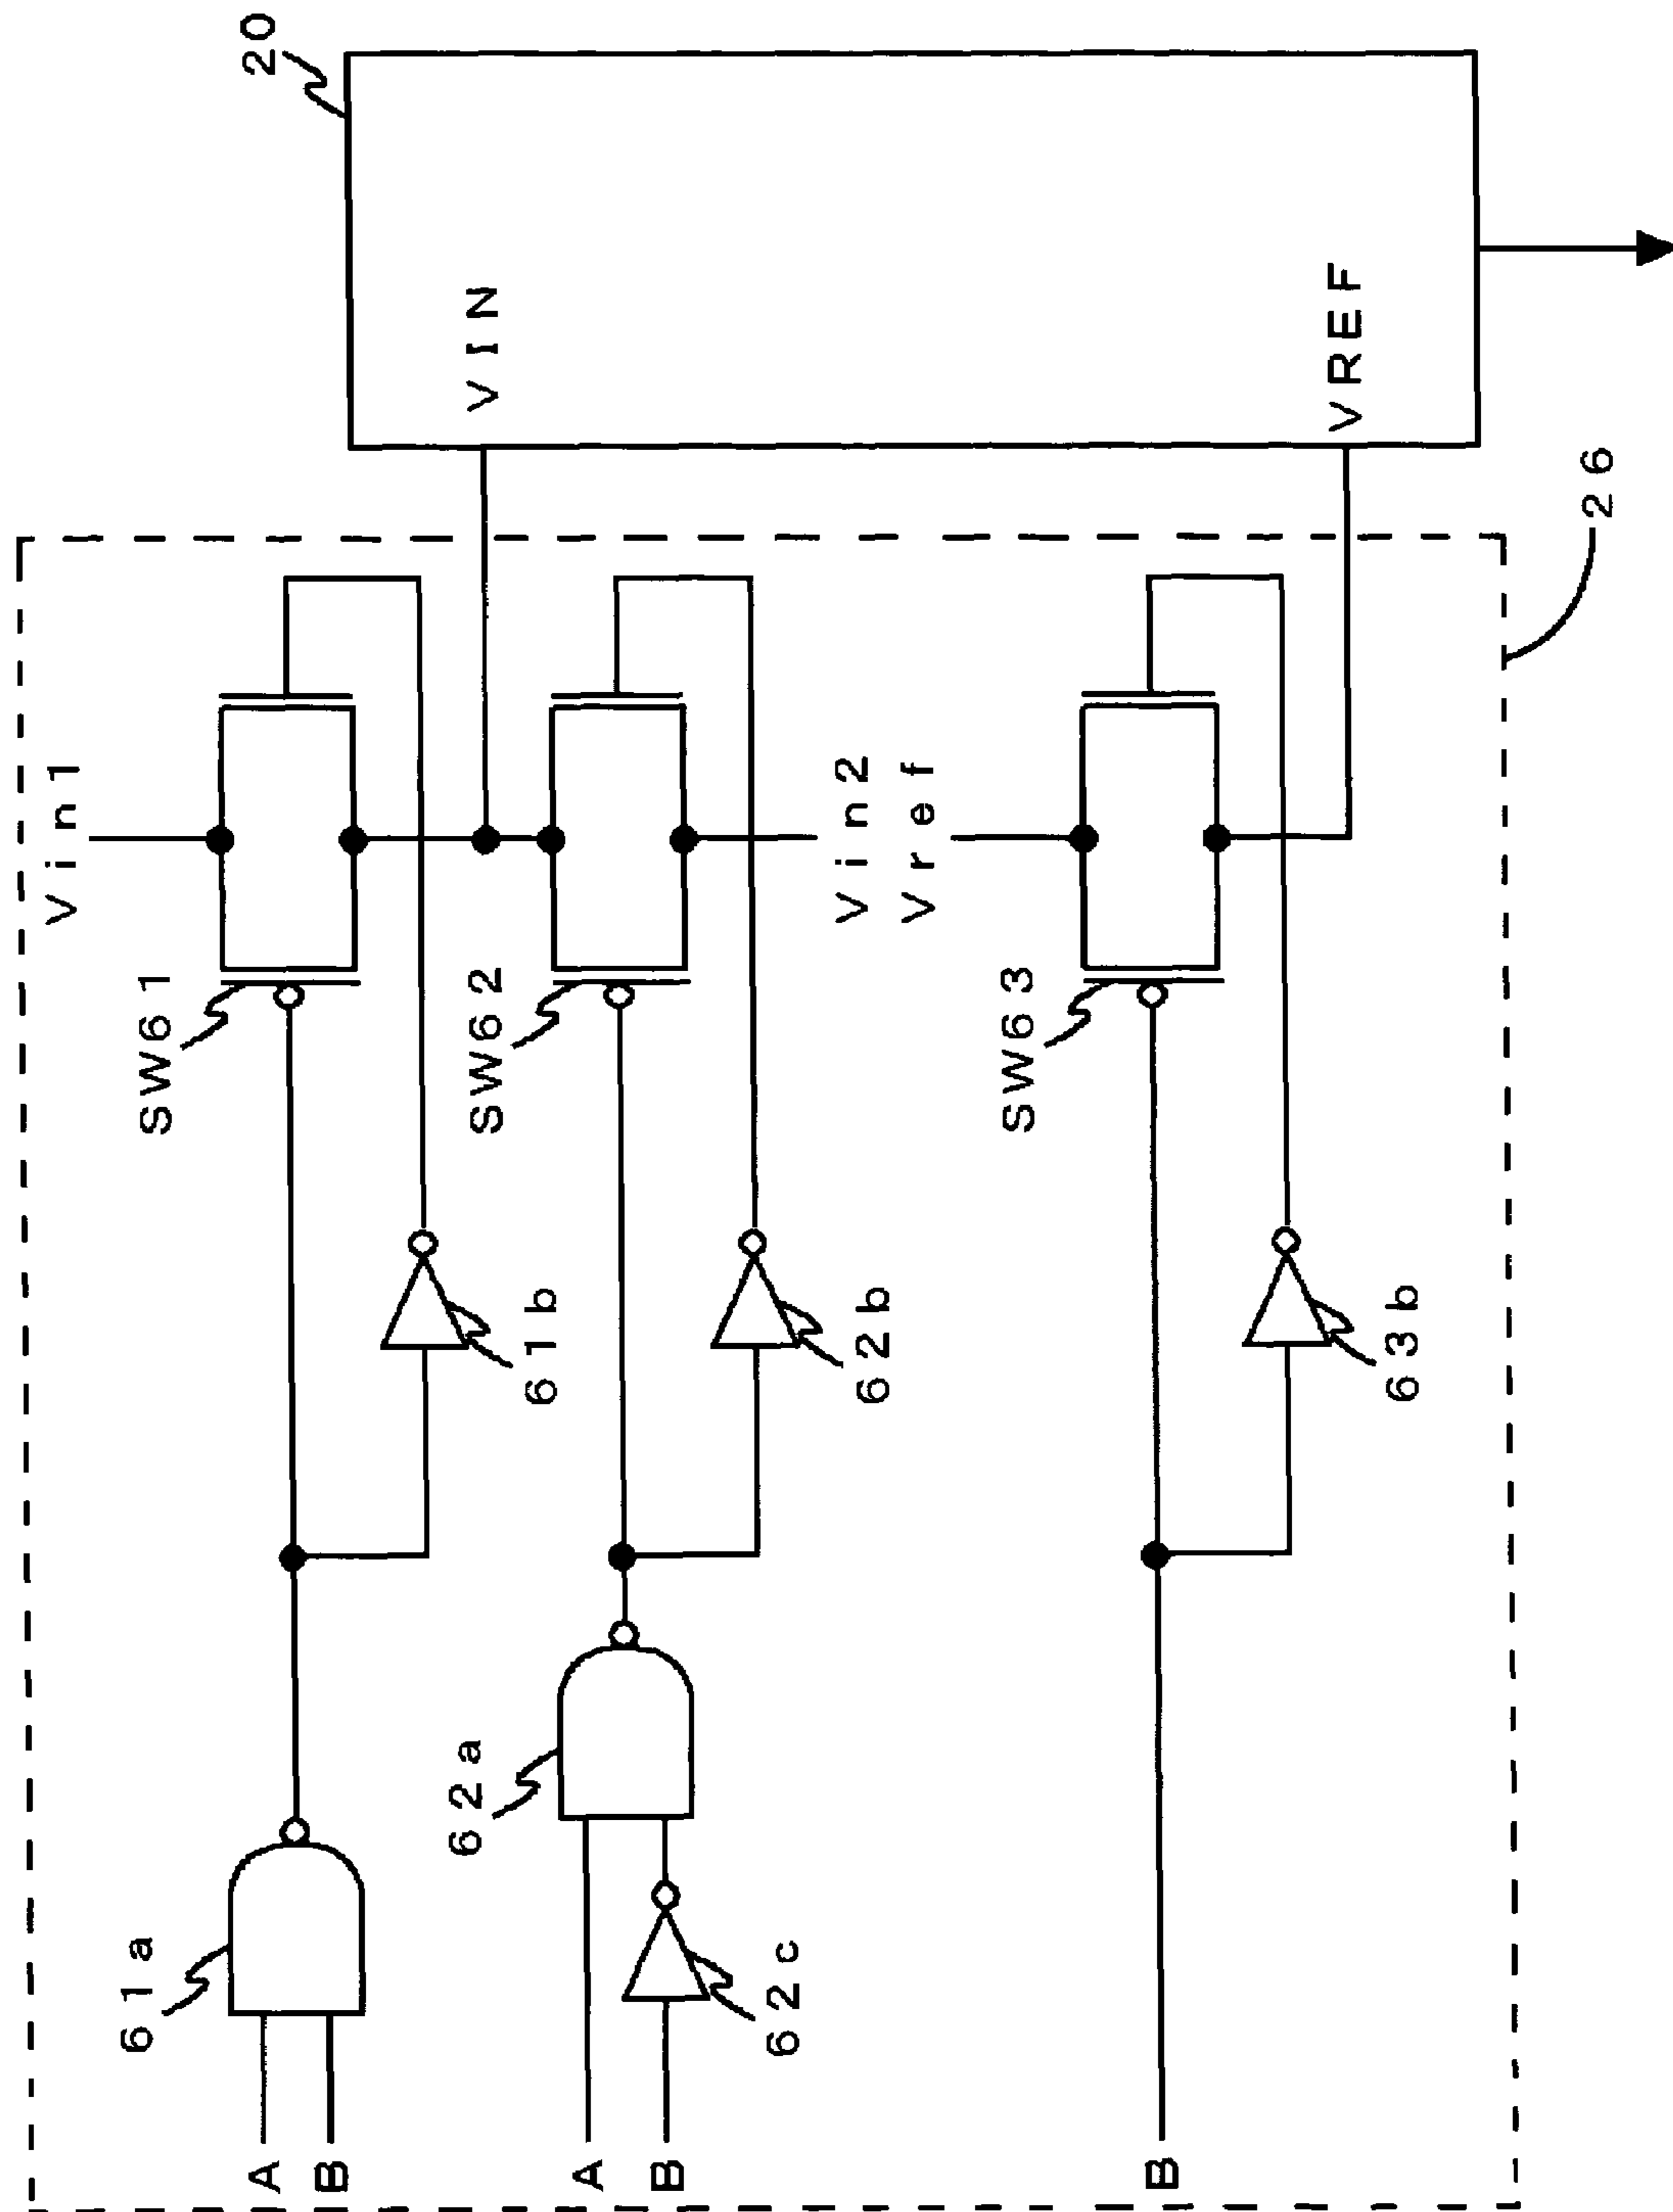 20
VIN
VREF
26
Vin1
SW61
61b
61a
A
B
SW62
Vin2
62b
62a
62c
A
B
Vref
SW63
63b
B